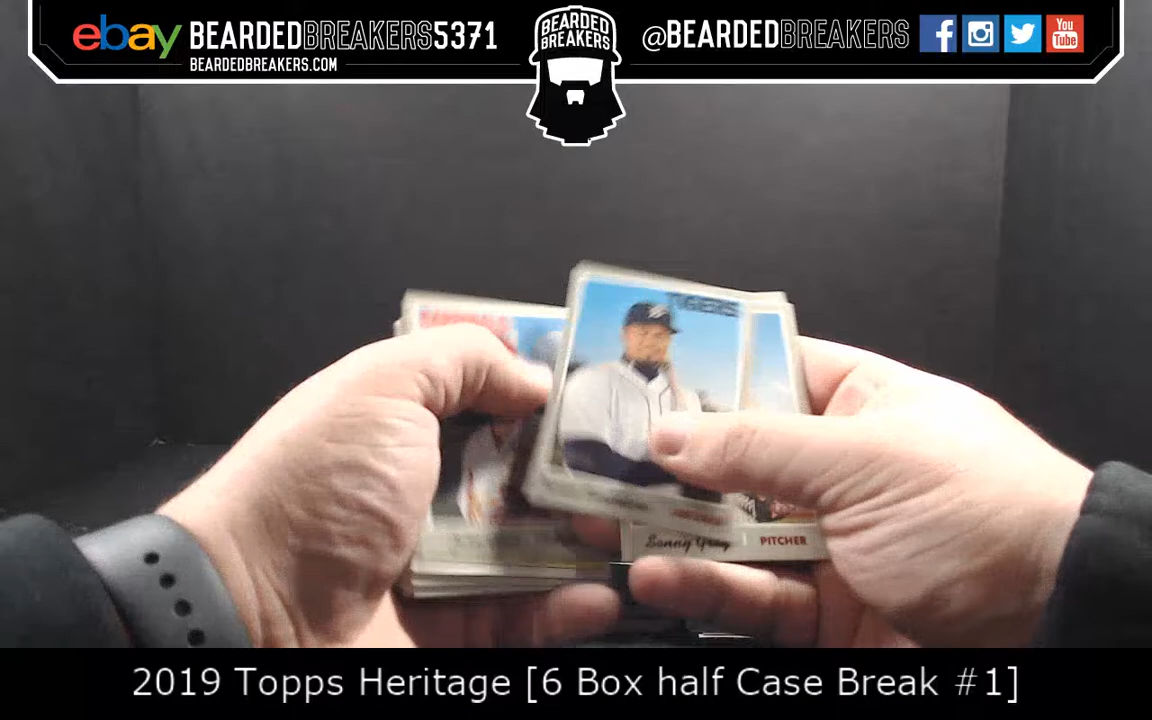 ebay BEARDEDBREAKERS5371
BEARDEDBREAKERS.COM
BEARDED
BREAKERS
@BEARDEDBREAKERS
You
Tube
TIGERS
Sonny Gray PITCHER
2019 Topps Heritage [6 Box half Case Break #1]